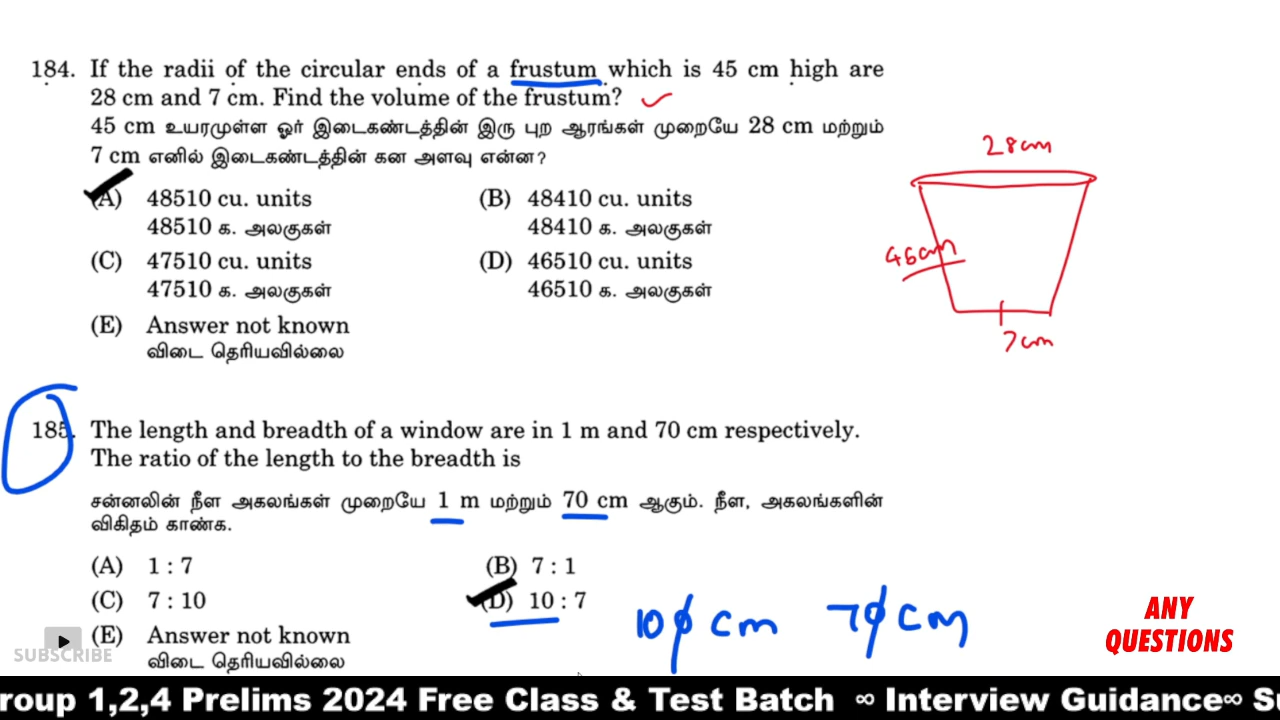 184. If the radii of the circular ends of a frustum which is 45 cm high are
28 cm and 7 cm. Find the volume of the frustum?
45 cm உயரமுள்ள ஓர் இடைகண்டத்தின் இரு புற ஆரங்கள் முறையே 28 cm மற்றும்
7 cm எனில் இடைகண்டத்தின் கன அளவு என்ன?
(A) 48510 cu. units
48510 க. அலகுகள்
(B) 48410 cu. units
48410 க. அலகுகள்
(C) 47510 cu. units
47510 க. அலகுகள்
(D) 46510 cu. units
46510 க. அலகுகள்
(E) Answer not known
விடை தெரியவில்லை
28cm
46cm
7cm
185. The length and breadth of a window are in 1 m and 70 cm respectively.
The ratio of the length to the breadth is
சன்னலின் நீள அகலங்கள் முறையே 1 m மற்றும் 70 cm ஆகும். நீள, அகலங்களின்
விகிதம் காண்க.
(A) 1 : 7
(B) 7 : 1
(C) 7 : 10
(D) 10 : 7
(E) Answer not known
விடை தெரியவில்லை
100 cm 70 cm
ANY
QUESTIONS
SUBSCRIBE
roup 1,2,4 Prelims 2024 Free Class & Test Batch ∞ Interview Guidance∞ S